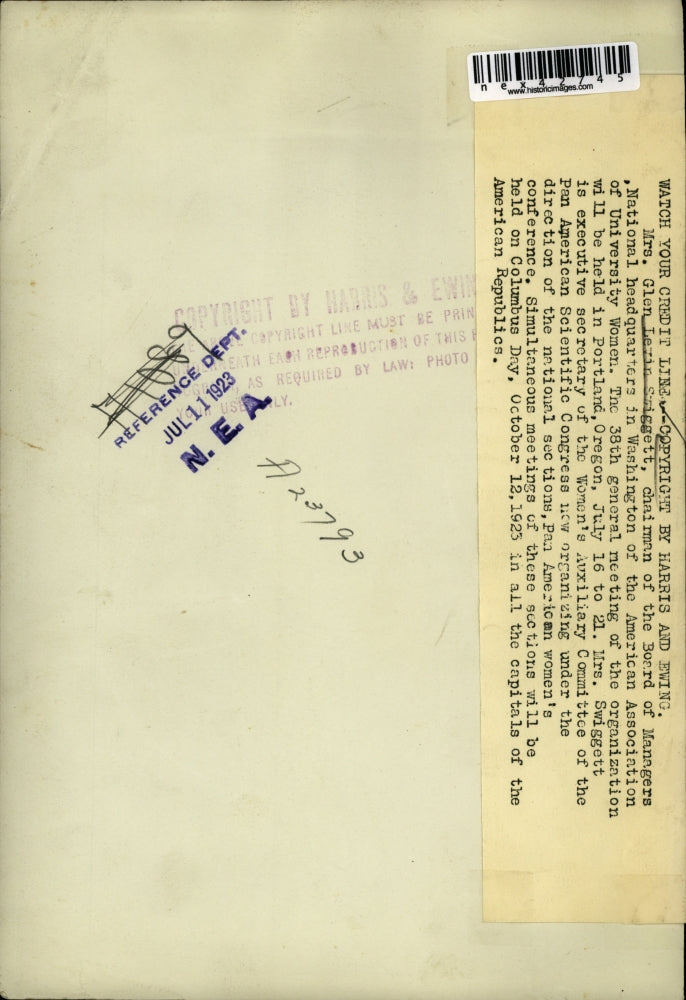 nex42745
www.historicimages.com
WATCH YOUR CREDIT LINE,-COPYRIGHT BY HARRIS AND EWING.
Mrs. Glen Levin Swiggett, chairman of the Board of Managers
,National headquarters in Washington of the American Association
of University Women. The 38th general meeting of the organization
will be held in Portland,Oregon, July 16 to 21. Mrs. Swiggett
is executive secretary of the Women's Auxiliary Committee of the
Pan American Scientific Congress now organizing under the
direction of the national sections,Pan American women's
conference. Simultaneous meetings of these sections will be
held on Columbus Day, October 12,1923 in all the capitals of the
American Republics.
COPYRIGHT BY HARRIS & EWIN
COPYRIGHT LINE MUST BE PRIN
EACH REPRODUCTION OF THIS
AS REQUIRED BY LAW; PHOTO
REFERENCE DEPT.
JUL 11 1923
N. E. A.
A 23793